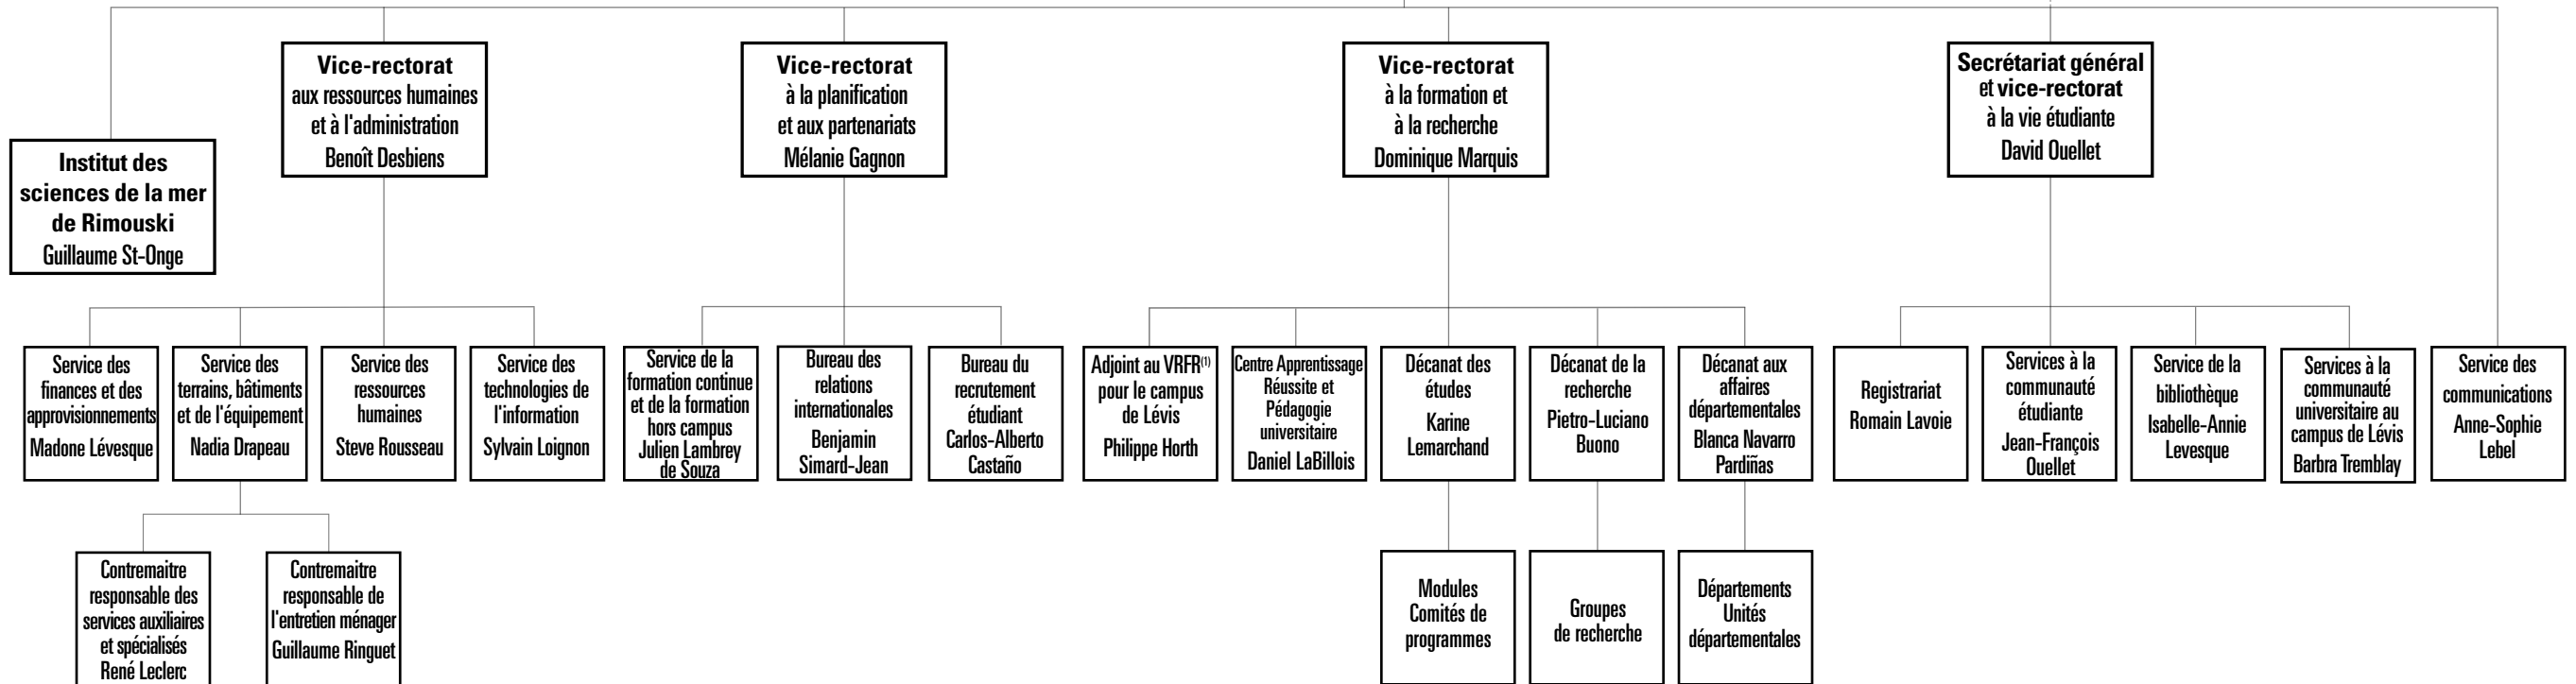 Vice-rectorat
aux ressources humaines
et à l'administration
Benoît Desbiens
Vice-rectorat
à la planification
et aux partenariats
Mélanie Gagnon
Vice-rectorat
à la formation et
à la recherche
Dominique Marquis
Secrétariat général
et vice-rectorat
à la vie étudiante
David Ouellet
Institut des
sciences de la mer
de Rimouski
Guillaume St-Onge
Service des
finances et des
approvisionnements
Madone Lévesque
Service des
terrains, bâtiments
et de l'équipement
Nadia Drapeau
Service des
ressources
humaines
Steve Rousseau
Service des
technologies de
l'information
Sylvain Loignon
Service de la
formation continue
et de la formation
hors campus
Julien Lambrey
de Souza
Bureau des
relations
internationales
Benjamin
Simard-Jean
Bureau du
recrutement
étudiant
Carlos-Alberto
Castaño
Adjoint au VRFR(1)
pour le campus
de Lévis
Philippe Horth
Centre Apprentissage
Réussite et
Pédagogie
universitaire
Daniel LaBillois
Décanat des
études
Karine
Lemarchand
Décanat de la
recherche
Pietro-Luciano
Buono
Décanat aux
affaires
départementales
Blanca Navarro
Pardiñas
Registrariat
Romain Lavoie
Services à la
communauté
étudiante
Jean-François
Ouellet
Service de la
bibliothèque
Isabelle-Annie
Levesque
Services à la
communauté
universitaire au
campus de Lévis
Barbra Tremblay
Service des
communications
Anne-Sophie
Lebel
Contremaitre
responsable des
services auxiliaires
et spécialisés
René Leclerc
Contremaitre
responsable de
l'entretien ménager
Guillaume Ringuet
Modules
Comités de
programmes
Groupes
de recherche
Départements
Unités
départementales